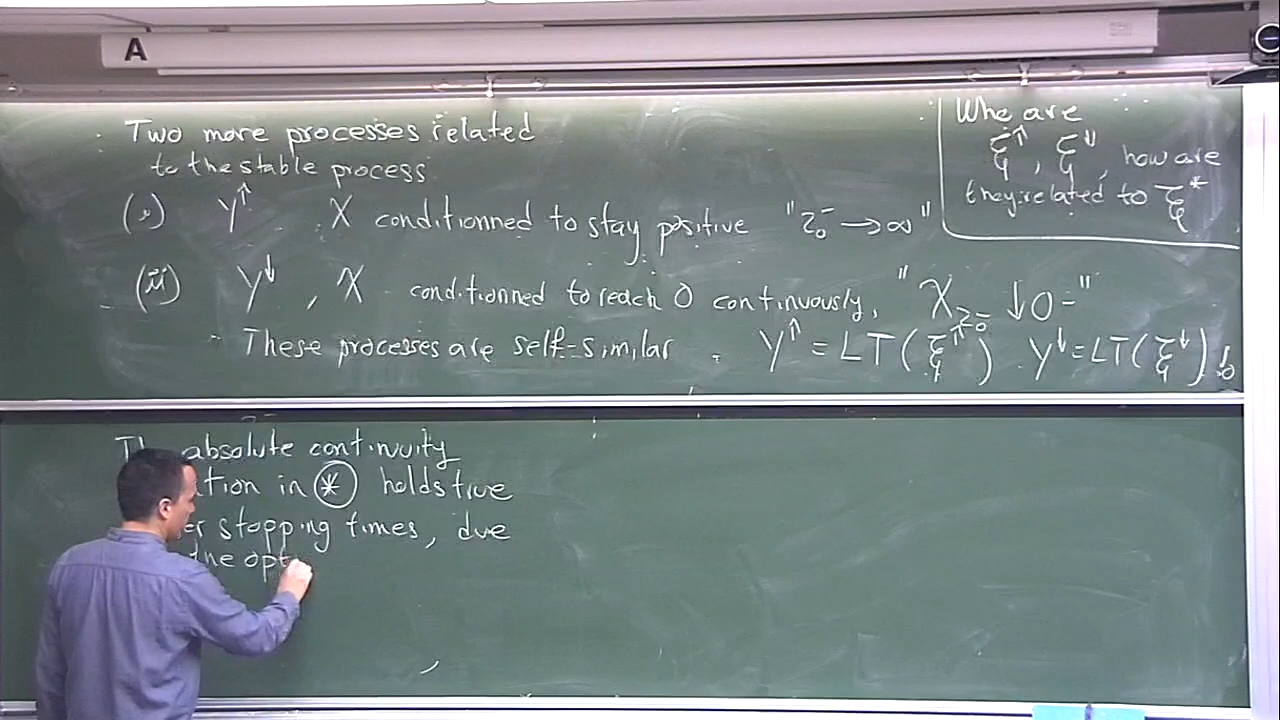 A
Two more processes related
to the stable process
(i) Y↑ , X conditionned to stay positive "τ₀⁻ → ∞"
(ii) Y↓ , X conditionned to reach 0 continuously, "X_{τ₀⁻-} ↓ 0-"
These processes are self-similar . Y↑ = LT(ξ↑) . Y↓ = LT(ξ↓).
Who are
ξ↑, ξ↓, how are
they related to ξ*
absolute continuity
in (*) holds true
stopping times, due